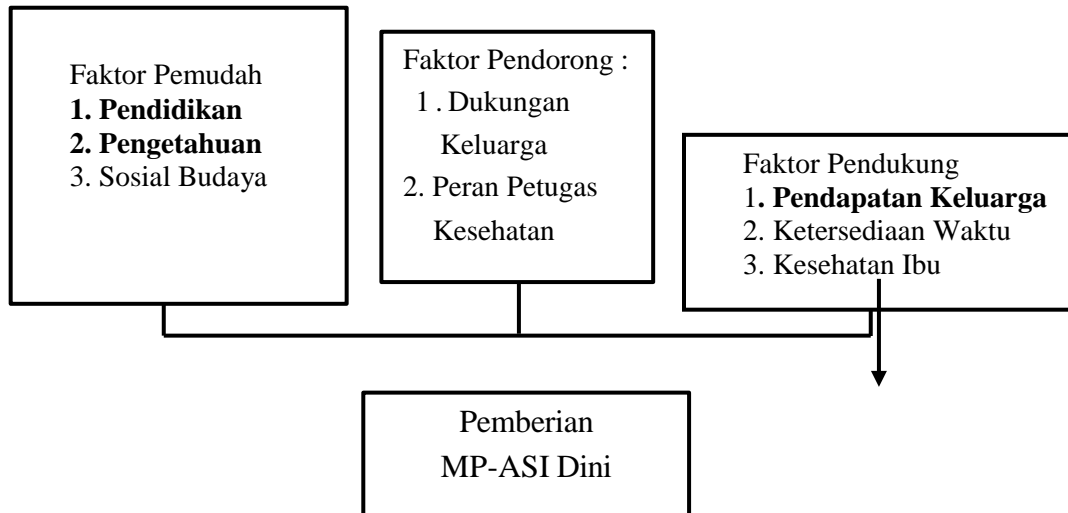 Faktor Pemudah
1. Pendidikan
2. Pengetahuan
3. Sosial Budaya
Faktor Pendorong :
1 . Dukungan
Keluarga
2. Peran Petugas
Kesehatan
Faktor Pendukung
1. Pendapatan Keluarga
2. Ketersediaan Waktu
3. Kesehatan Ibu
Pemberian
MP-ASI Dini